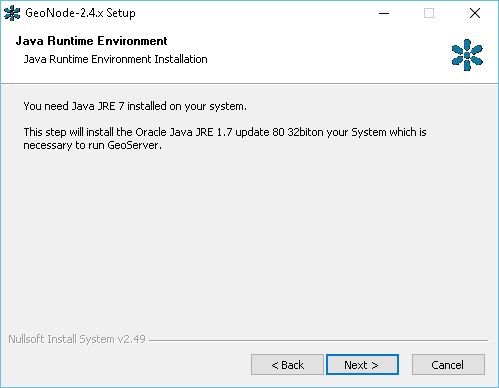 GeoNode-2.4.x Setup
Java Runtime Environment
Java Runtime Environment Installation
You need Java JRE 7 installed on your system.
This step will install the Oracle Java JRE 1.7 update 80 32biton your System which is
necessary to run GeoServer.
Nullsoft Install System v2.49
< Back
Next >
Cancel